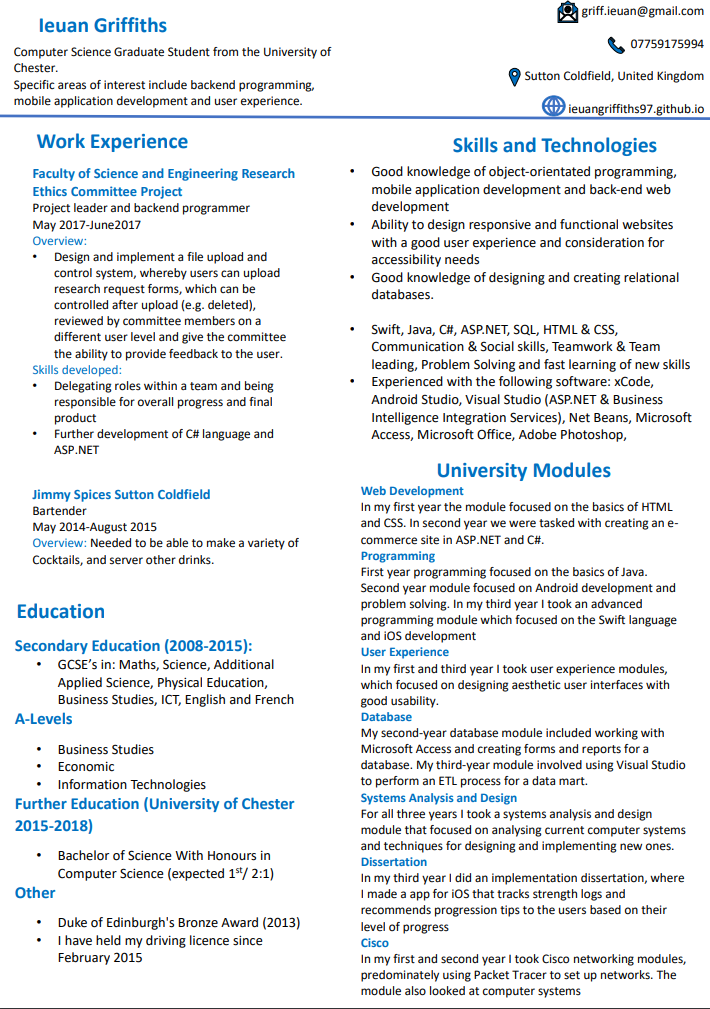 Ieuan Griffiths
Computer Science Graduate Student from the University of
Chester.
Specific areas of interest include backend programming,
mobile application development and user experience.
griff.ieuan@gmail.com
07759175994
Sutton Coldfield, United Kingdom
ieuangriffiths97.github.io
Work Experience
Faculty of Science and Engineering Research
Ethics Committee Project
Project leader and backend programmer
May 2017-June2017
Overview:
• Design and implement a file upload and
control system, whereby users can upload
research request forms, which can be
controlled after upload (e.g. deleted),
reviewed by committee members on a
different user level and give the committee
the ability to provide feedback to the user.
Skills developed:
• Delegating roles within a team and being
responsible for overall progress and final
product
• Further development of C# language and
ASP.NET
Jimmy Spices Sutton Coldfield
Bartender
May 2014-August 2015
Overview: Needed to be able to make a variety of
Cocktails, and server other drinks.
Education
Secondary Education (2008-2015):
• GCSE's in: Maths, Science, Additional
Applied Science, Physical Education,
Business Studies, ICT, English and French
A-Levels
• Business Studies
• Economic
• Information Technologies
Further Education (University of Chester
2015-2018)
• Bachelor of Science With Honours in
Computer Science (expected 1st/ 2:1)
Other
• Duke of Edinburgh's Bronze Award (2013)
• I have held my driving licence since
February 2015
Skills and Technologies
• Good knowledge of object-orientated programming,
mobile application development and back-end web
development
• Ability to design responsive and functional websites
with a good user experience and consideration for
accessibility needs
• Good knowledge of designing and creating relational
databases.
• Swift, Java, C#, ASP.NET, SQL, HTML & CSS,
Communication & Social skills, Teamwork & Team
leading, Problem Solving and fast learning of new skills
• Experienced with the following software: xCode,
Android Studio, Visual Studio (ASP.NET & Business
Intelligence Integration Services), Net Beans, Microsoft
Access, Microsoft Office, Adobe Photoshop,
University Modules
Web Development
In my first year the module focused on the basics of HTML
and CSS. In second year we were tasked with creating an e-
commerce site in ASP.NET and C#.
Programming
First year programming focused on the basics of Java.
Second year module focused on Android development and
problem solving. In my third year I took an advanced
programming module which focused on the Swift language
and iOS development
User Experience
In my first and third year I took user experience modules,
which focused on designing aesthetic user interfaces with
good usability.
Database
My second-year database module included working with
Microsoft Access and creating forms and reports for a
database. My third-year module involved using Visual Studio
to perform an ETL process for a data mart.
Systems Analysis and Design
For all three years I took a systems analysis and design
module that focused on analysing current computer systems
and techniques for designing and implementing new ones.
Dissertation
In my third year I did an implementation dissertation, where
I made a app for iOS that tracks strength logs and
recommends progression tips to the users based on their
level of progress
Cisco
In my first and second year I took Cisco networking modules,
predominately using Packet Tracer to set up networks. The
module also looked at computer systems